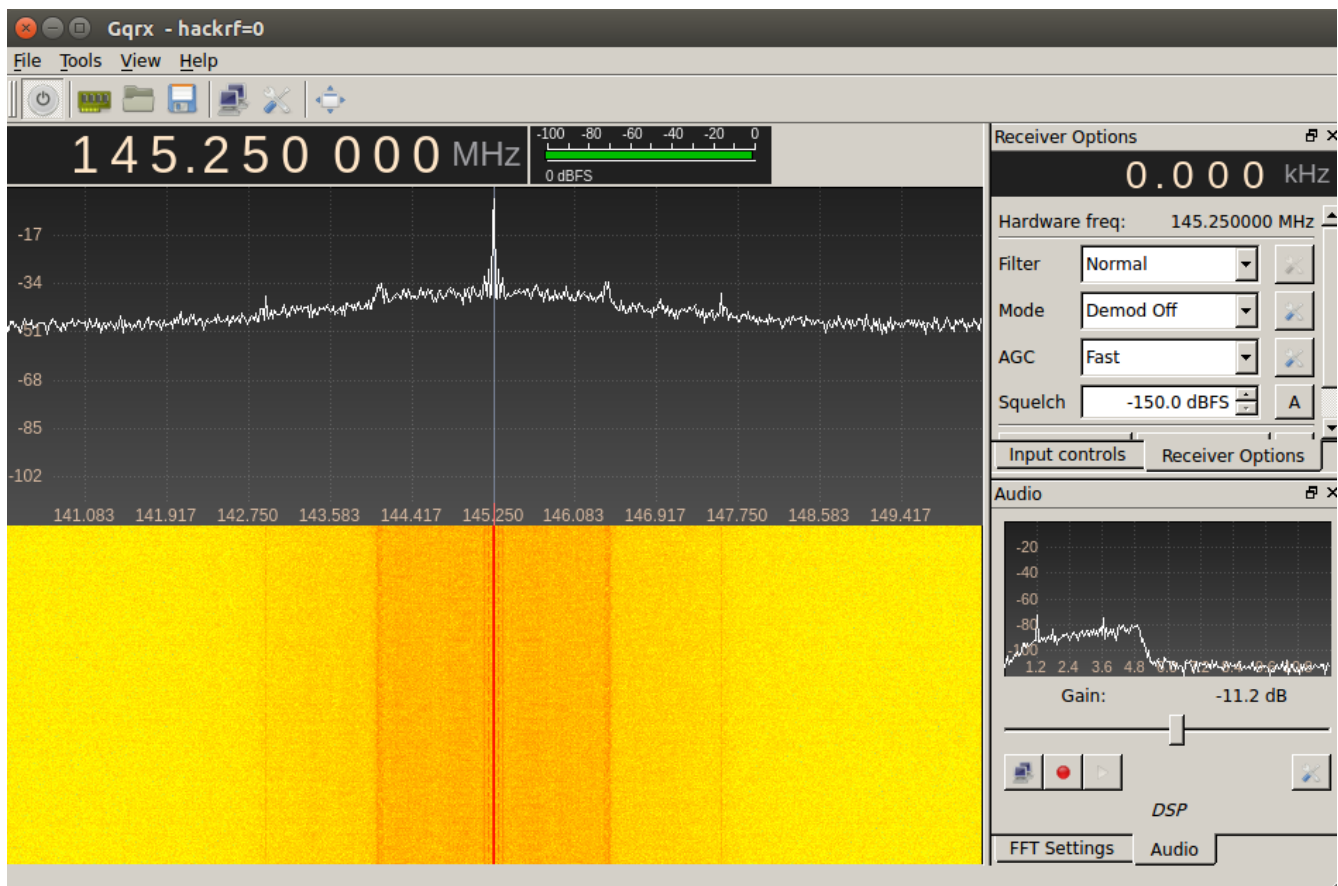 Gqrx - hackrf=0
File Tools View Help
145.250 000 MHz
-100 -80 -60 -40 -20 0
0 dBFS
-17
-34
-51
-68
-85
-102
141.083 141.917 142.750 143.583 144.417 145.250 146.083 146.917 147.750 148.583 149.417
Receiver Options
0.000 kHz
Hardware freq: 145.250000 MHz
Filter Normal
Mode Demod Off
AGC Fast
Squelch -150.0 dBFS A
Input controls Receiver Options
Audio
-20
-40
-60
-80
-100
1.2 2.4 3.6 4.8
Gain: -11.2 dB
DSP
FFT Settings Audio